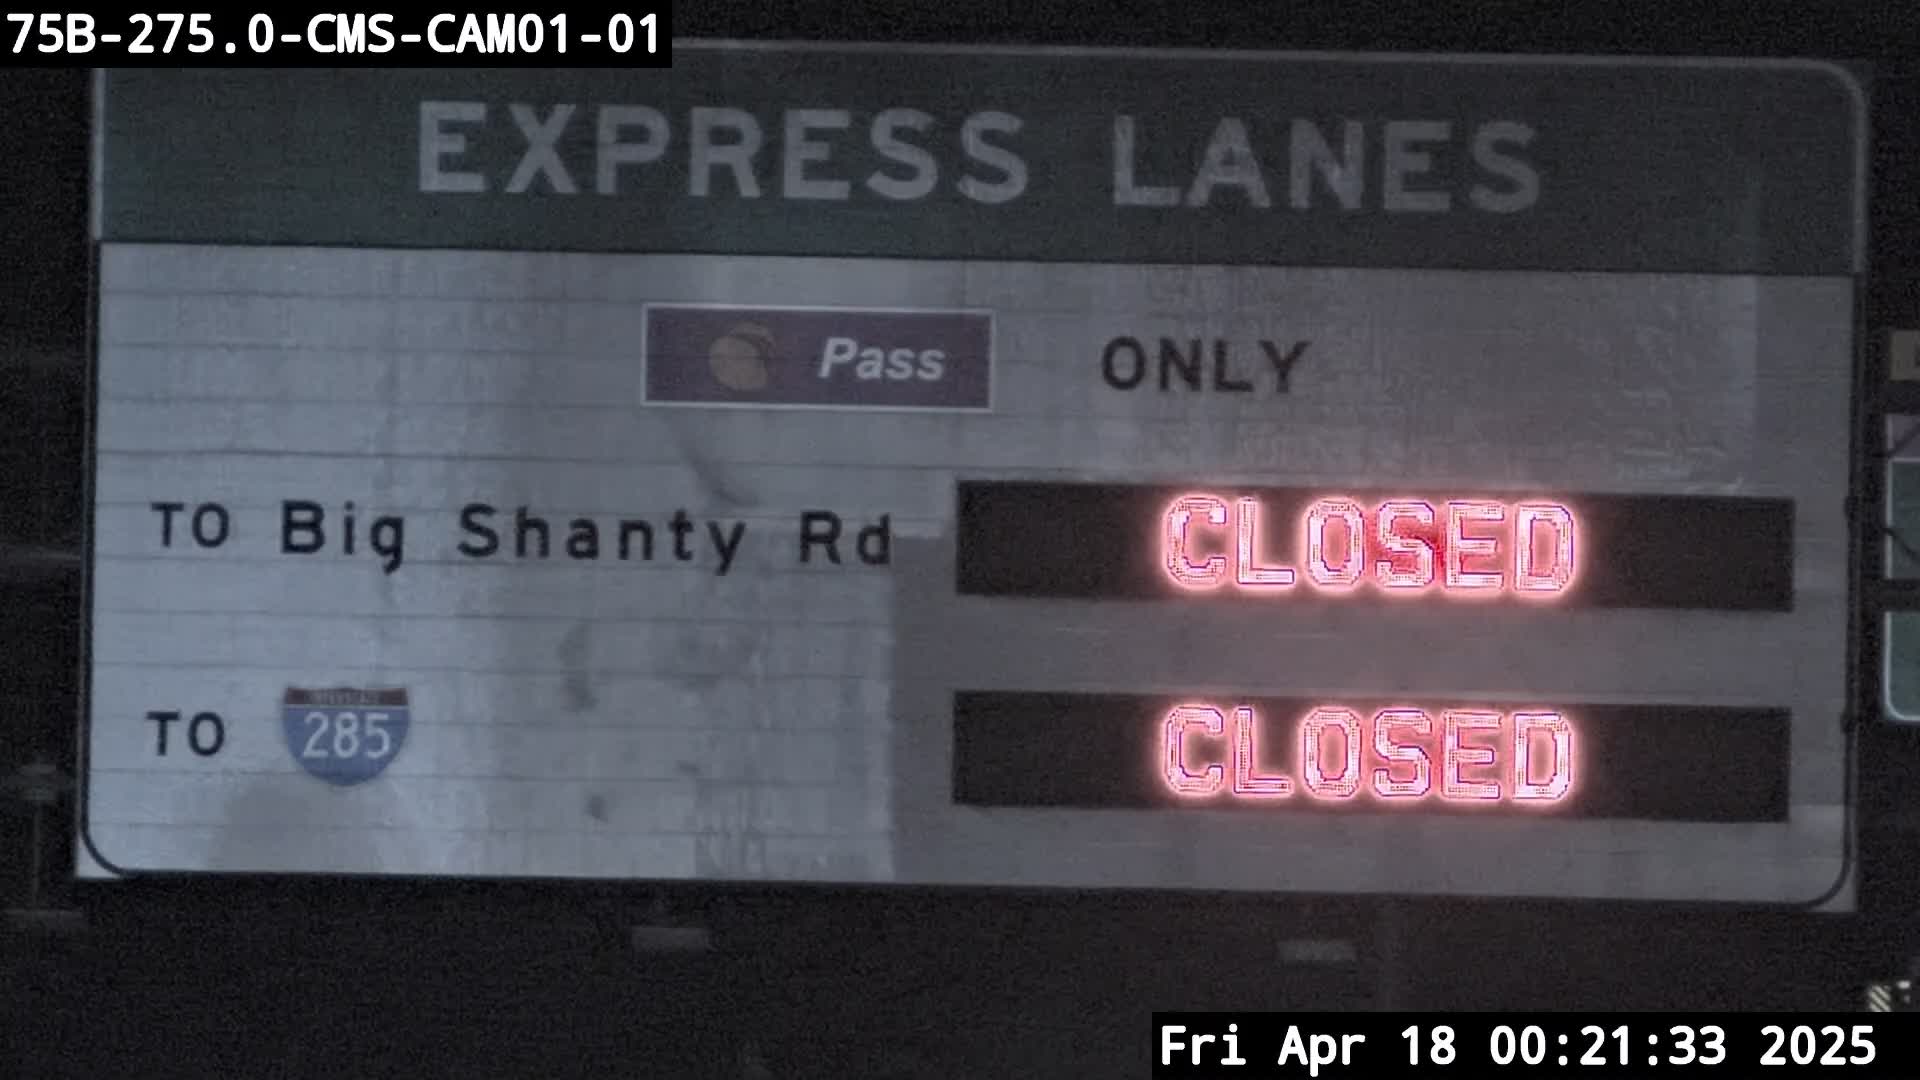 75B-275.0-CMS-CAM01-01
EXPRESS LANES
Pass ONLY
TO Big Shanty Rd CLOSED
TO 285 CLOSED
Fri Apr 18 00:21:33 2025